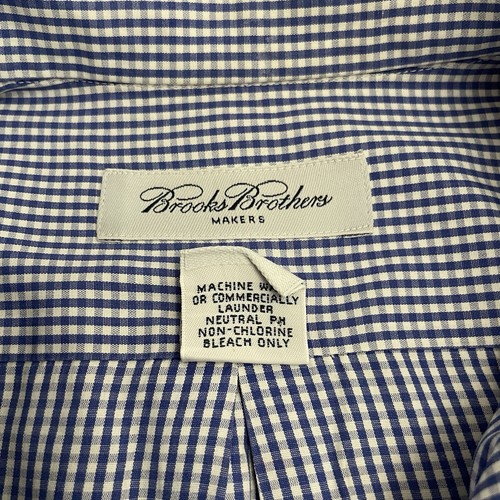 Brooks Brothers
MAKERS
MACHINE
OR COMMERCIALLY
LAUNDER
NEUTRAL PH
NON-CHLORINE
BLEACH ONLY